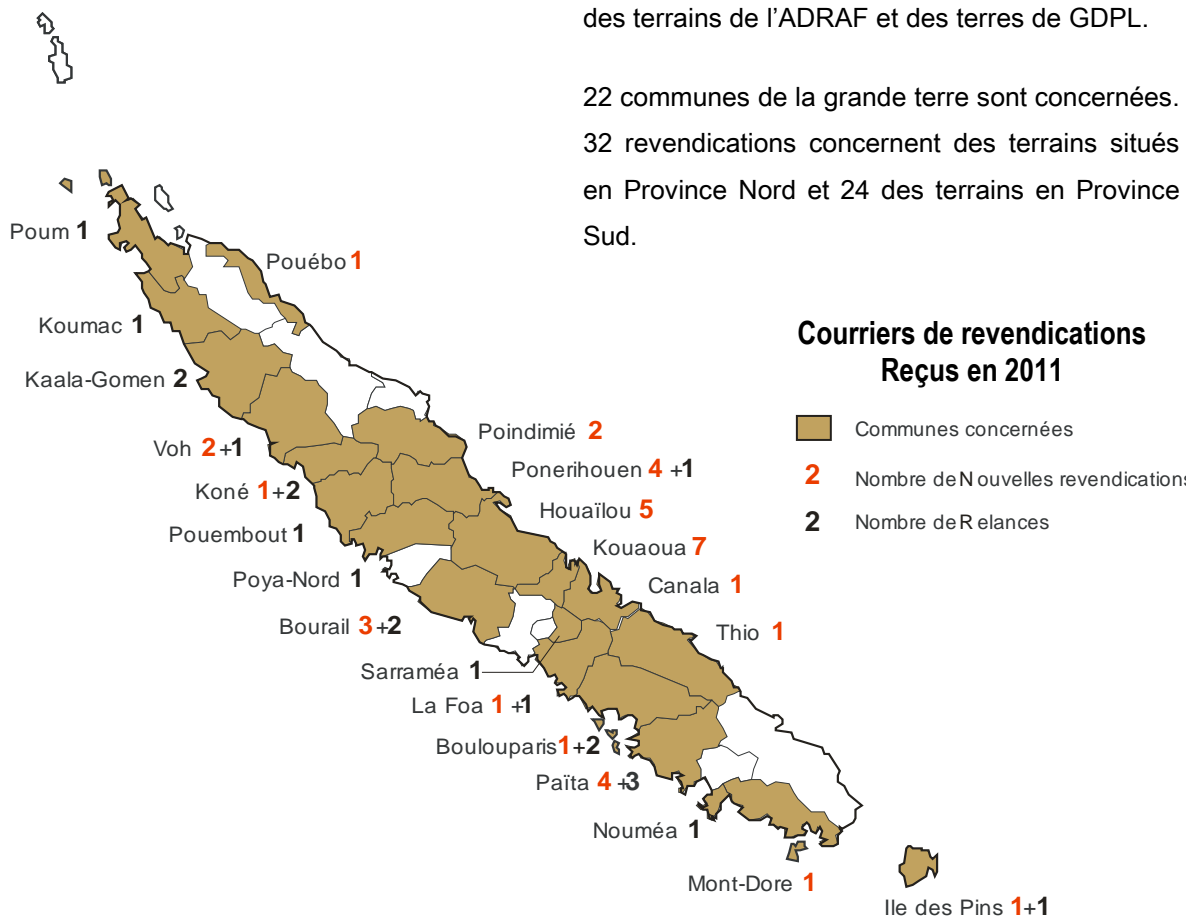 des terrains de l'ADRAF et des terres de GDPL.
22 communes de la grande terre sont concernées.
32 revendications concernent des terrains situés
en Province Nord et 24 des terrains en Province
Sud.
Courriers de revendications
Reçus en 2011
Communes concernées
2 Nombre de Nouvelles revendications
2 Nombre de Relances
Poum 1
Pouébo 1
Koumac 1
Kaala-Gomen 2
Voh 2+1
Poindimié 2
Koné 1+2
Ponerihouen 4 +1
Pouembout 1
Houaïlou 5
Poya-Nord 1
Kouaoua 7
Canala 1
Bourail 3+2
Thio 1
Sarraméa 1
La Foa 1 +1
Boulouparis 1+2
Païta 4 +3
Nouméa 1
Mont-Dore 1
Ile des Pins 1+1